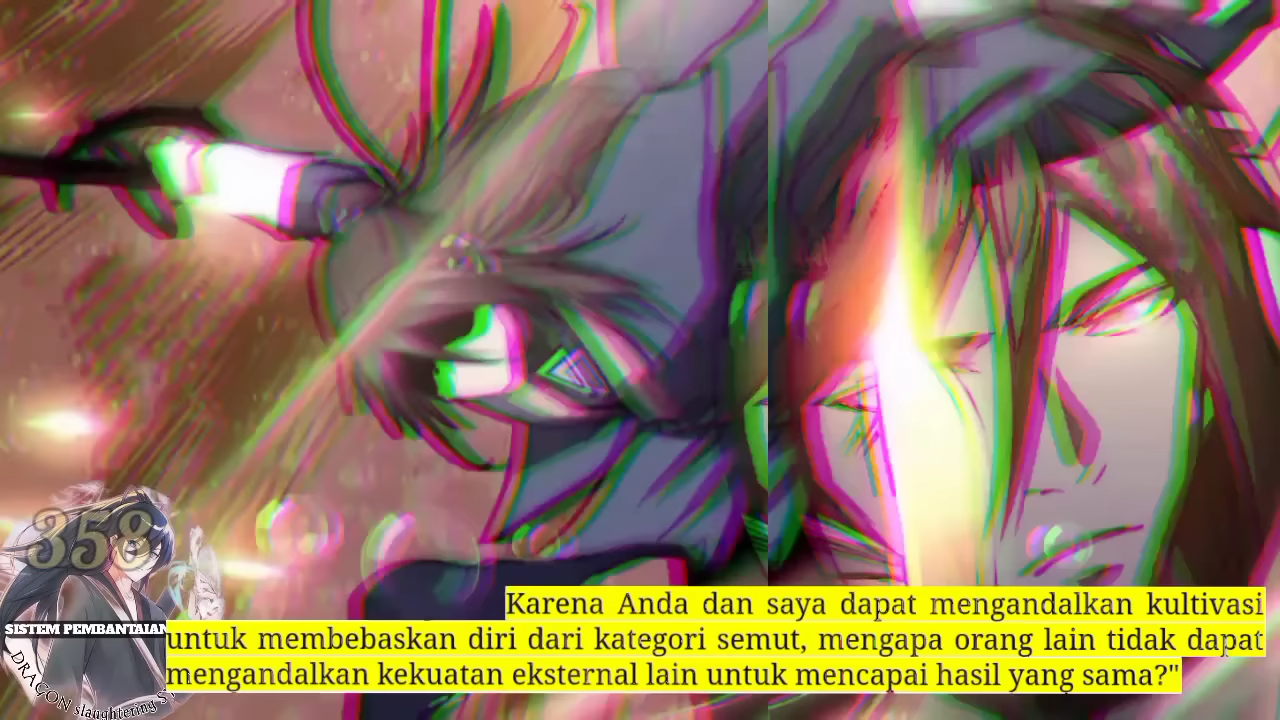 358
SISTEM PEMBANTAIAN
DRAGON slaughtering S
Karena Anda dan saya dapat mengandalkan kultivasi
untuk membebaskan diri dari kategori semut, mengapa orang lain tidak dapat
mengandalkan kekuatan eksternal lain untuk mencapai hasil yang sama?"